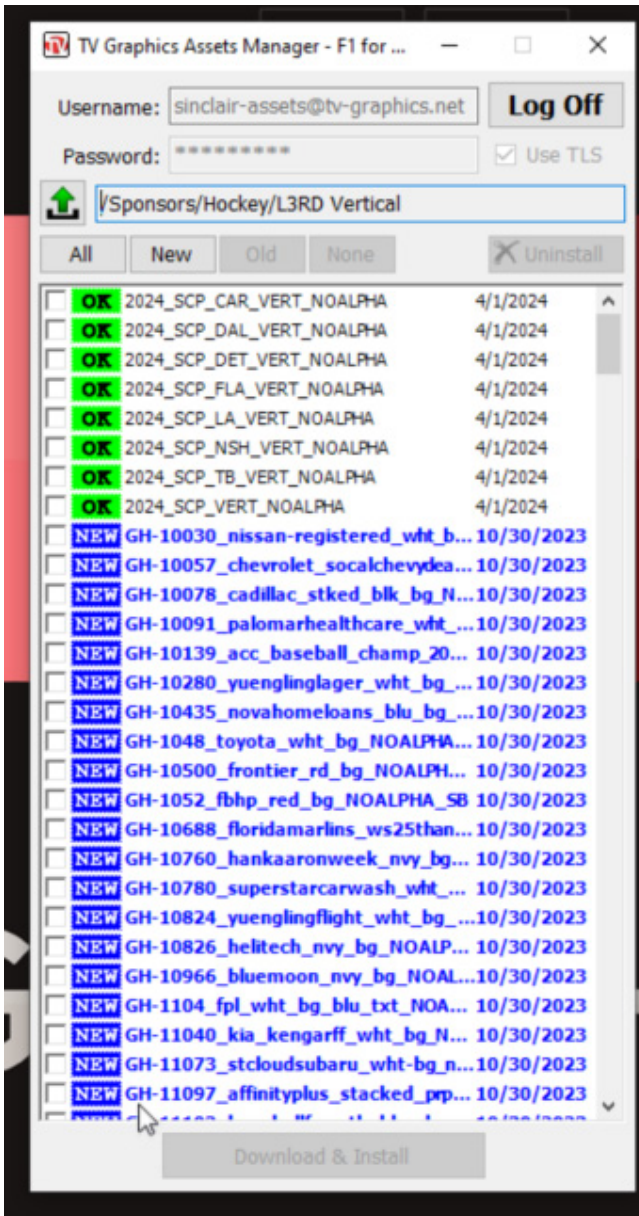 TV Graphics Assets Manager - F1 for ...
Username: sinclair-assets@tv-graphics.net Log Off
Password: ********* Use TLS
/Sponsors/Hockey/L3RD Vertical
All New Old None Uninstall
OK 2024_SCP_CAR_VERT_NOALPHA 4/1/2024
OK 2024_SCP_DAL_VERT_NOALPHA 4/1/2024
OK 2024_SCP_DET_VERT_NOALPHA 4/1/2024
OK 2024_SCP_FLA_VERT_NOALPHA 4/1/2024
OK 2024_SCP_LA_VERT_NOALPHA 4/1/2024
OK 2024_SCP_NSH_VERT_NOALPHA 4/1/2024
OK 2024_SCP_TB_VERT_NOALPHA 4/1/2024
OK 2024_SCP_VERT_NOALPHA 4/1/2024
NEW GH-10030_nissan-registered_wht_b... 10/30/2023
NEW GH-10057_chevrolet_socalchevydea... 10/30/2023
NEW GH-10078_cadillac_stked_blk_bg_N... 10/30/2023
NEW GH-10091_palomarhealthcare_wht_... 10/30/2023
NEW GH-10139_acc_baseball_champ_20... 10/30/2023
NEW GH-10280_yuenglinglager_wht_bg_... 10/30/2023
NEW GH-10435_novahomeloans_blu_bg_... 10/30/2023
NEW GH-1048_toyota_wht_bg_NOALPHA... 10/30/2023
NEW GH-10500_frontier_rd_bg_NOALPH... 10/30/2023
NEW GH-1052_fbhp_red_bg_NOALPHA_SB 10/30/2023
NEW GH-10688_floridamarlins_ws25than... 10/30/2023
NEW GH-10760_hankaaronweek_nvy_bg... 10/30/2023
NEW GH-10780_superstarcarwash_wht_... 10/30/2023
NEW GH-10824_yuenglingflight_wht_bg_... 10/30/2023
NEW GH-10826_helitech_nvy_bg_NOALP... 10/30/2023
NEW GH-10966_bluemoon_nvy_bg_NOAL... 10/30/2023
NEW GH-1104_fpl_wht_bg_blu_txt_NOA... 10/30/2023
NEW GH-11040_kia_kengarff_wht_bg_N... 10/30/2023
NEW GH-11073_stcloudsubaru_wht-bg_n... 10/30/2023
NEW GH-11097_affinityplus_stacked_prp... 10/30/2023
Download & Install